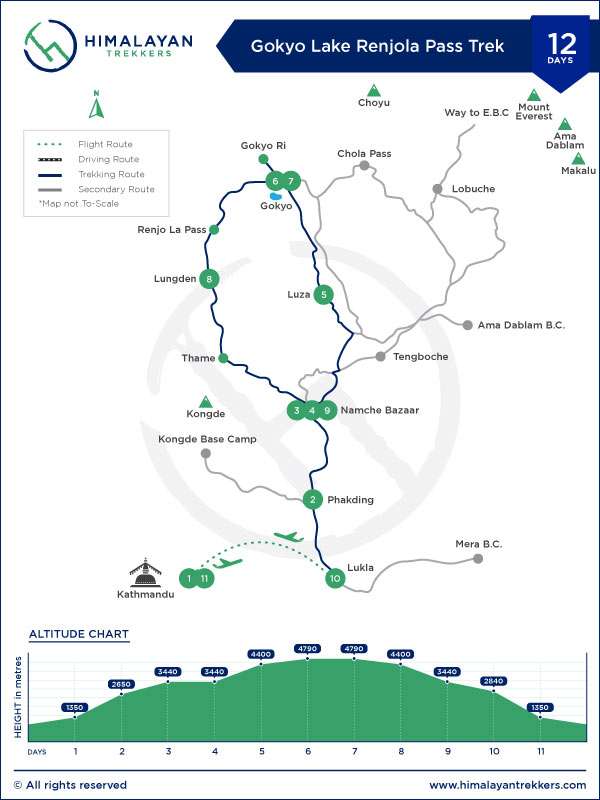 HIMALAYAN
TREKKERS
Gokyo Lake Renjola Pass Trek
12
DAYS
N
Flight Route
Driving Route
Trekking Route
Secondary Route
*Map not To-Scale
Choyu
Way to E.B.C
Mount
Everest
Ama
Dablam
Makalu
Gokyo Ri
Chola Pass
Lobuche
6 7
Gokyo
Renjo La Pass
Lungden 8
Luza 5
Ama Dablam B.C.
Thame
Tengboche
Kongde
3 4 9 Namche Bazaar
Kongde Base Camp
2 Phakding
Mera B.C.
Lukla
10
1 11
Kathmandu
ALTITUDE CHART
HEIGHT in metres
1350 2650 3440 3440 4400 4790 4790 4400 3440 2840 1350
DAYS 1 2 3 4 5 6 7 8 9 10 11
© All rights reserved
www.himalayantrekkers.com